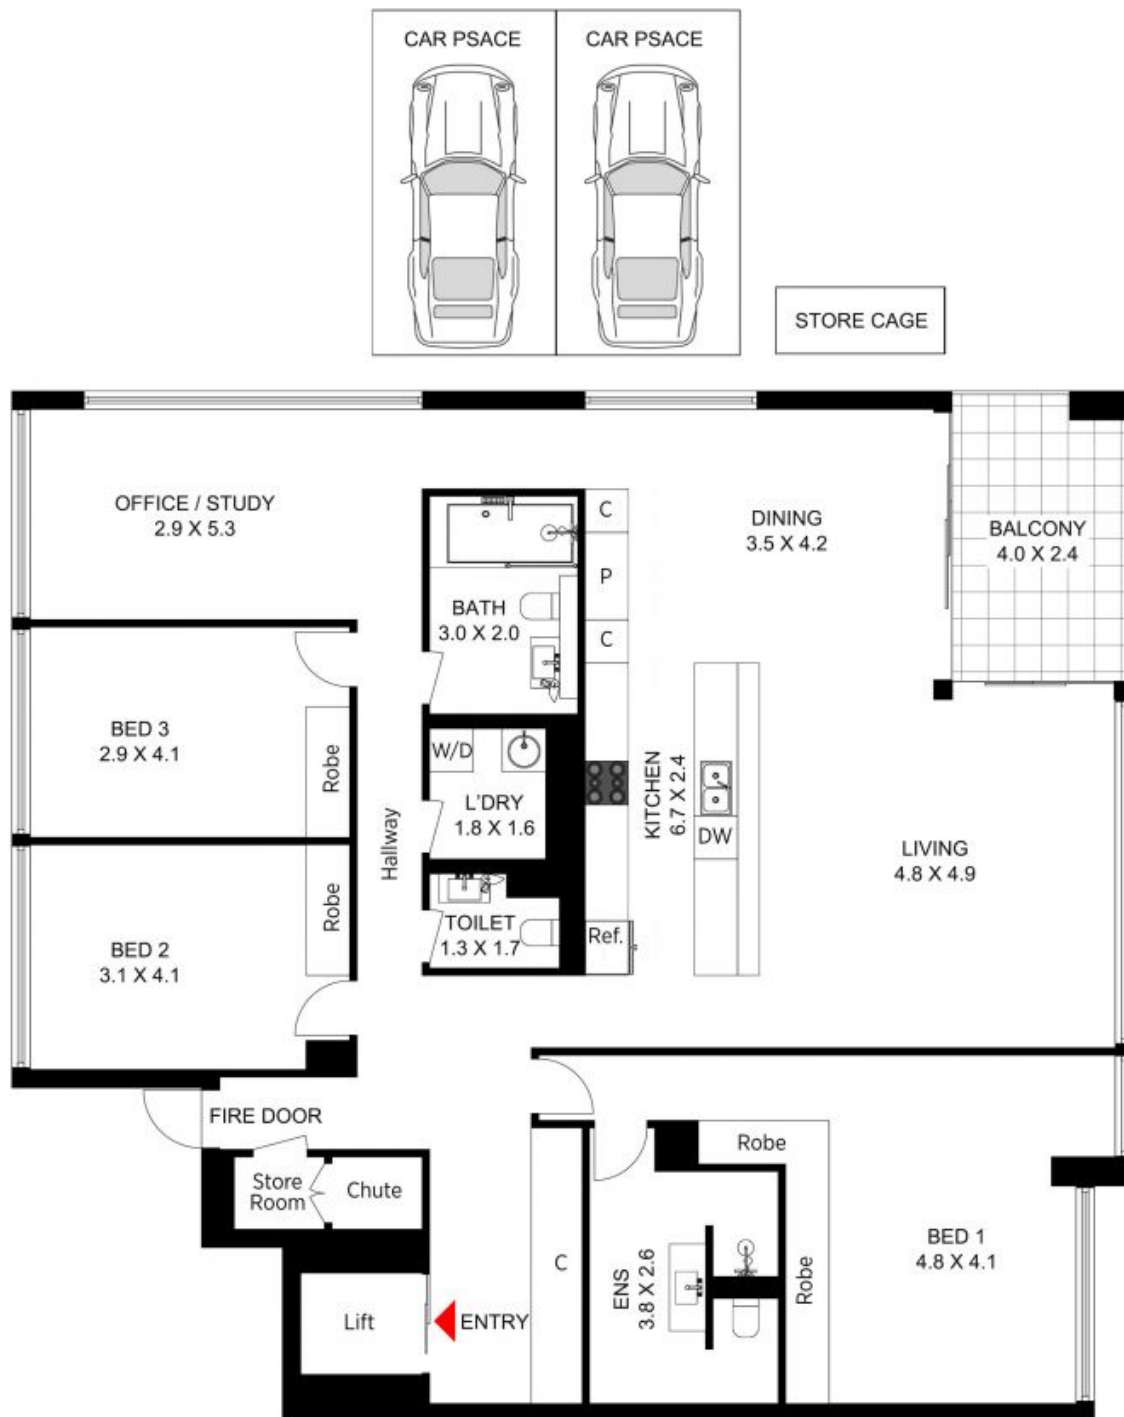 CAR PSACE
CAR PSACE
STORE CAGE
OFFICE / STUDY
2.9 X 5.3
C
DINING
3.5 X 4.2
BALCONY
4.0 X 2.4
P
BATH
3.0 X 2.0
C
BED 3
2.9 X 4.1
Robe
W/D
L'DRY
1.8 X 1.6
KITCHEN
6.7 X 2.4
DW
Hallway
LIVING
4.8 X 4.9
Robe
BED 2
3.1 X 4.1
TOILET
1.3 X 1.7
Ref.
FIRE DOOR
Store
Room
Chute
Robe
BED 1
4.8 X 4.1
C
ENS
3.8 X 2.6
Robe
Lift
ENTRY